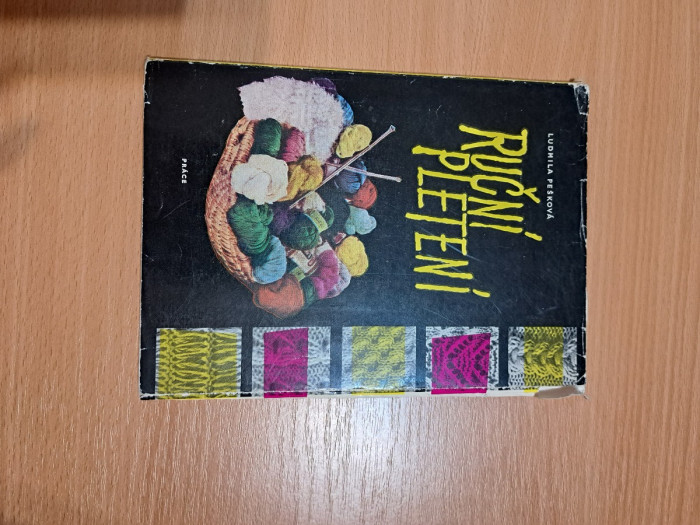 LUDMILA PEŠKOVÁ
RUČNÍ
PLETENÍ
PRÁCE